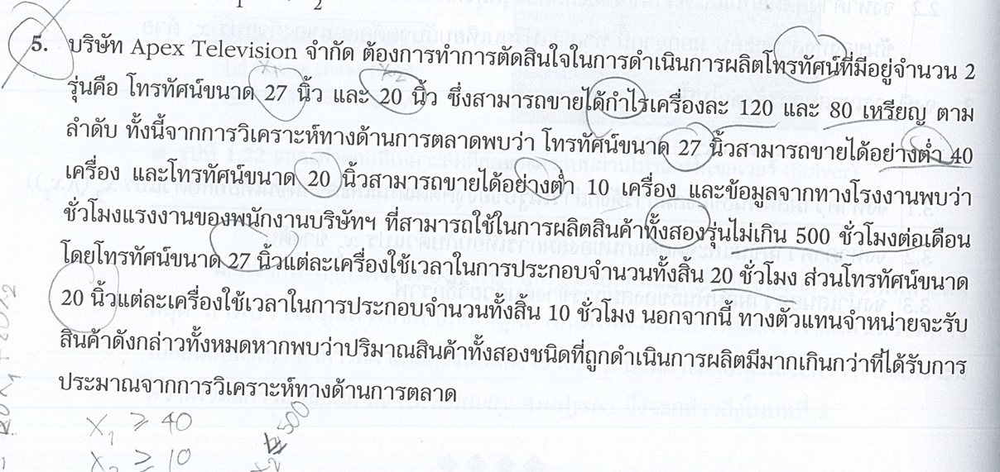 1 2
5. บริษัท Apex Television จำกัด ต้องการทำการตัดสินใจในการดำเนินการผลิตโทรทัศน์ที่มีอยู่จำนวน 2
รุ่นคือ โทรทัศน์ขนาด 27 นิ้ว และ 20 นิ้ว ซึ่งสามารถขายได้กำไรเครื่องละ 120 และ 80 เหรียญ ตาม
ลำดับ ทั้งนี้จากการวิเคราะห์ทางด้านการตลาดพบว่า โทรทัศน์ขนาด 27 นิ้วสามารถขายได้อย่างต่ำ 40
เครื่อง และโทรทัศน์ขนาด 20 นิ้วสามารถขายได้อย่างต่ำ 10 เครื่อง และข้อมูลจากทางโรงงานพบว่า
ชั่วโมงแรงงานของพนักงานบริษัทฯ ที่สามารถใช้ในการผลิตสินค้าทั้งสองรุ่นไม่เกิน 500 ชั่วโมงต่อเดือน
โดยโทรทัศน์ขนาด 27 นิ้วแต่ละเครื่องใช้เวลาในการประกอบจำนวนทั้งสิ้น 20 ชั่วโมง ส่วนโทรทัศน์ขนาด
20 นิ้วแต่ละเครื่องใช้เวลาในการประกอบจำนวนทั้งสิ้น 10 ชั่วโมง นอกจากนี้ ทางตัวแทนจำหน่ายจะรับ
สินค้าดังกล่าวทั้งหมดหากพบว่าปริมาณสินค้าทั้งสองชนิดที่ถูกดำเนินการผลิตมีมากเกินกว่าที่ได้รับการ
ประมาณจากการวิเคราะห์ทางด้านการตลาด
x₁ ≥ 40
x₂ ≥ 10
500